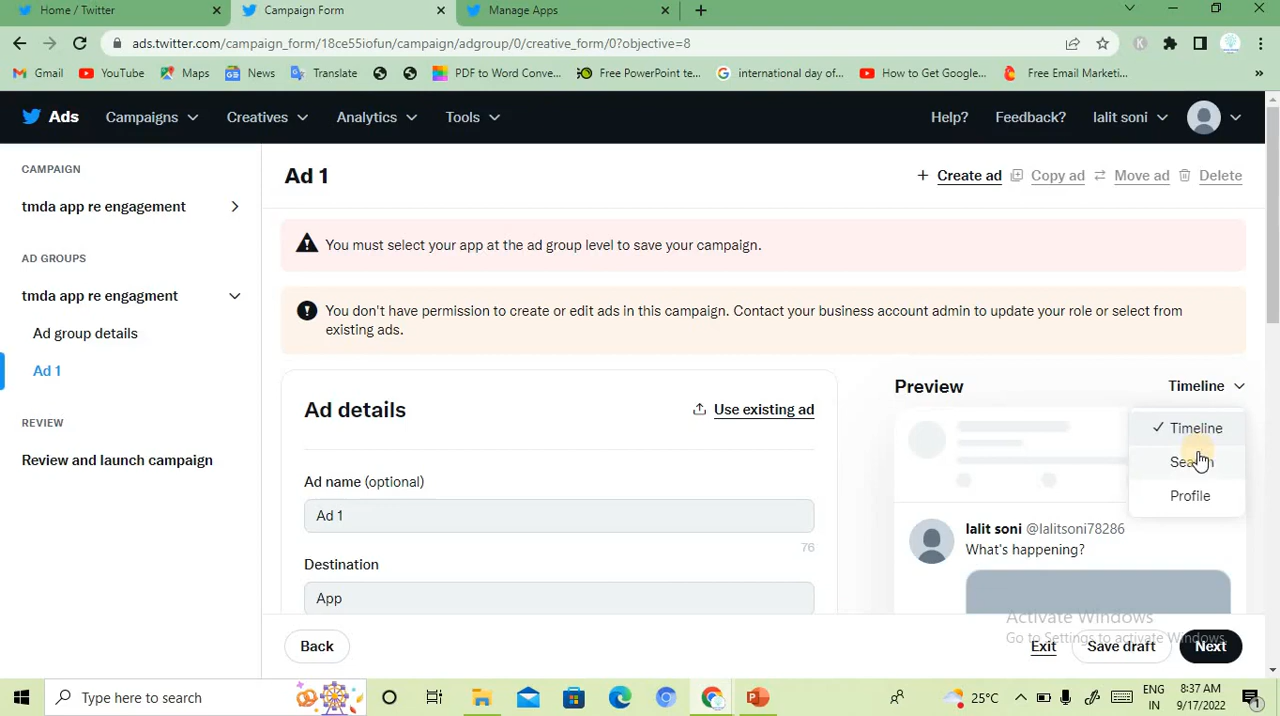 Home / Twitter
Campaign Form
Manage Apps
ads.twitter.com/campaign_form/18ce55iofun/campaign/adgroup/0/creative_form/0?objective=8
K
Gmail
YouTube
Maps
News
Translate
PDF to Word Conve...
Free PowerPoint te...
international day of...
How to Get Google...
Free Email Marketi...
»
Ads
Campaigns
Creatives
Analytics
Tools
Help?
Feedback?
lalit soni
CAMPAIGN
tmda app re engagement
AD GROUPS
tmda app re engagment
Ad group details
Ad 1
REVIEW
Review and launch campaign
Ad 1
+ Create ad
Copy ad
Move ad
Delete
You must select your app at the ad group level to save your campaign.
You don't have permission to create or edit ads in this campaign. Contact your business account admin to update your role or select from
existing ads.
Ad details
Use existing ad
Ad name (optional)
Ad 1
76
Destination
App
Preview
Timeline
Timeline
Search
Profile
lalit soni @lalitsoni78286
What's happening?
Activate Windows
Go to Settings to activate Windows.
Back
Exit
Save draft
Next
Type here to search
25°C
ENG
IN
8:37 AM
9/17/2022
1